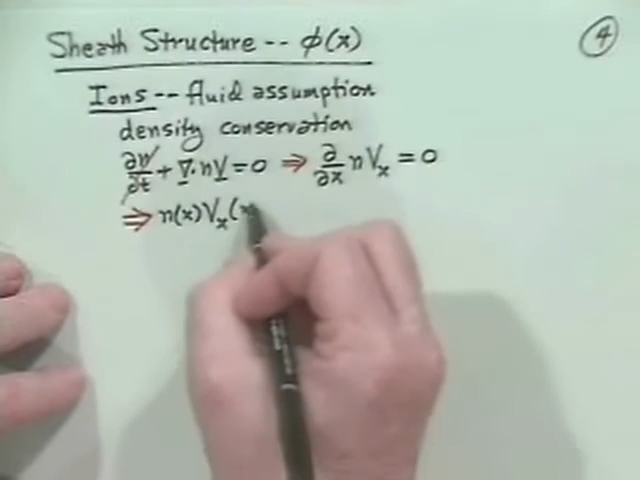 Sheath Structure -- ϕ(x)
4
Ions -- fluid assumption
density conservation
∂n/∂t + ∇·nV = 0 ⇒ ∂/∂x nVₓ = 0
⇒ n(x)Vₓ(x